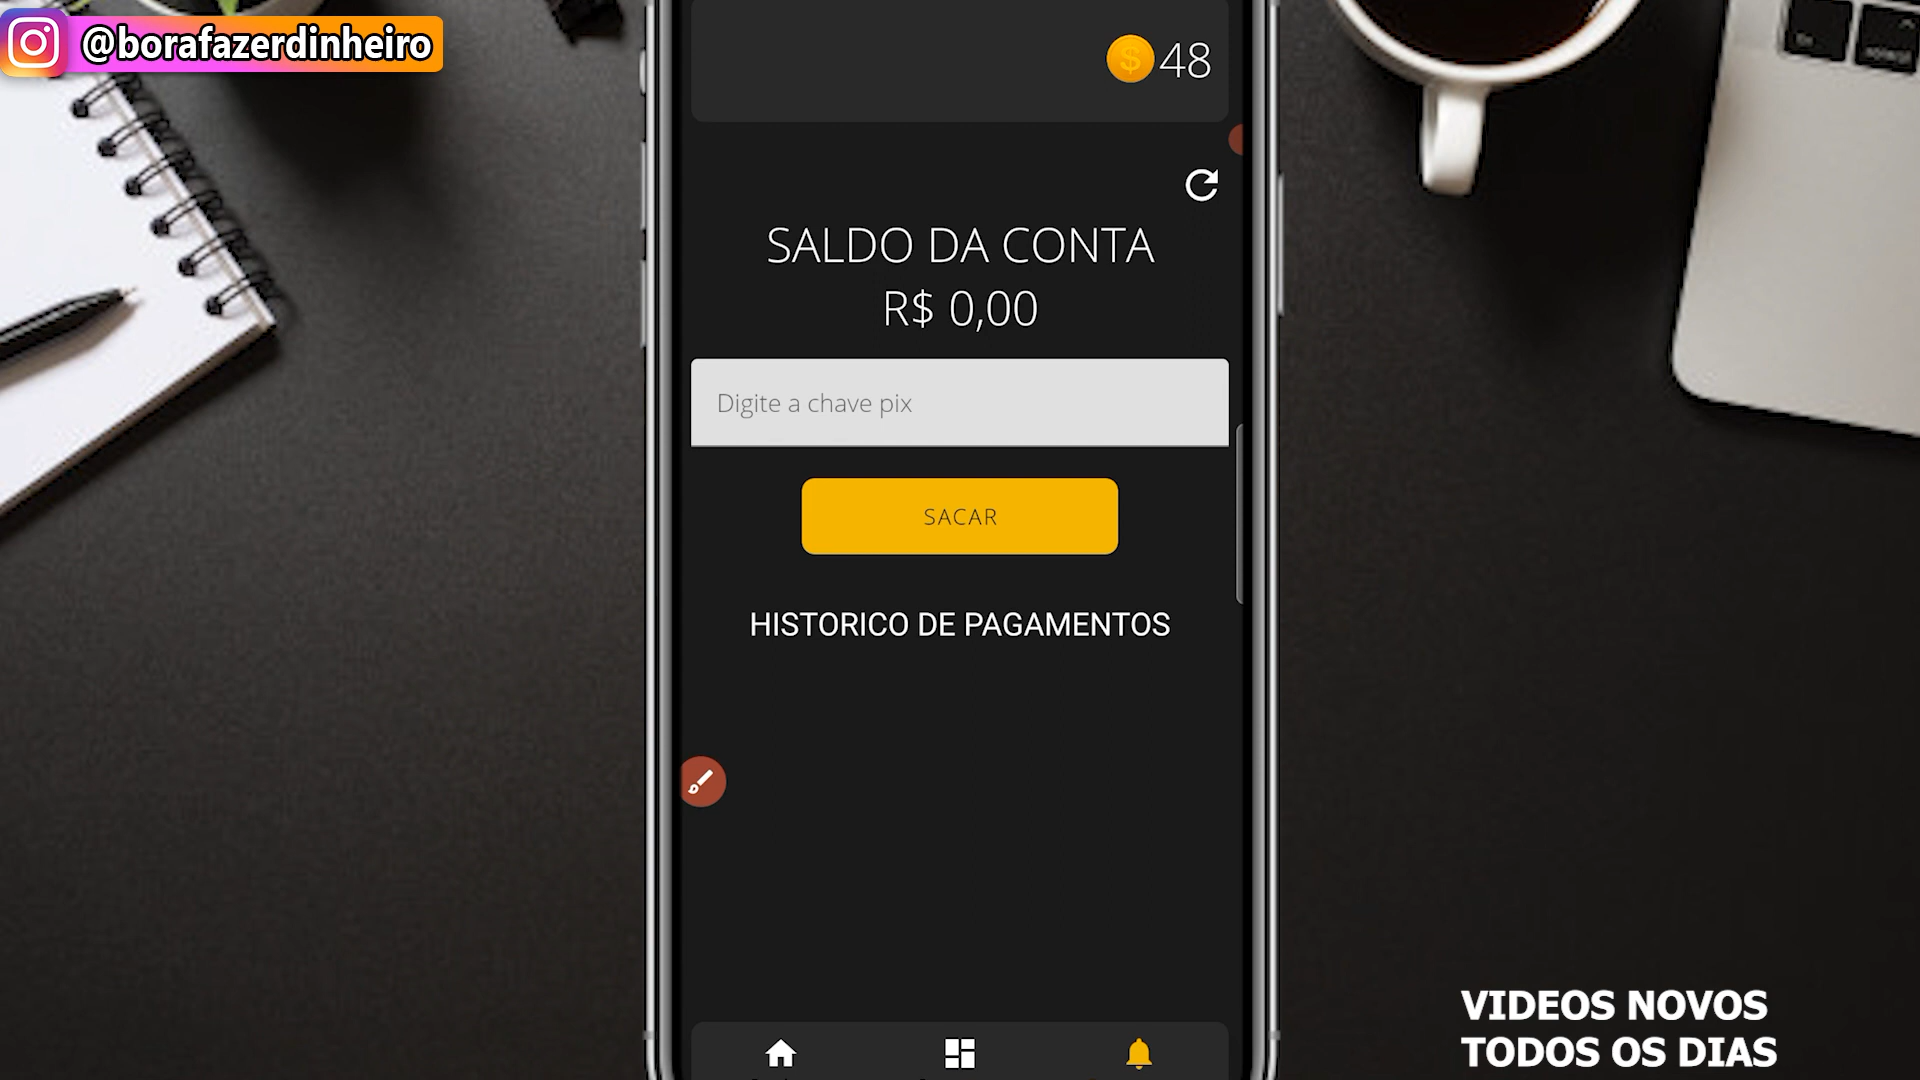 @borafazerdinheiro
48
SALDO DA CONTA
R$ 0,00
Digite a chave pix
SACAR
HISTORICO DE PAGAMENTOS
VIDEOS NOVOS
TODOS OS DIAS